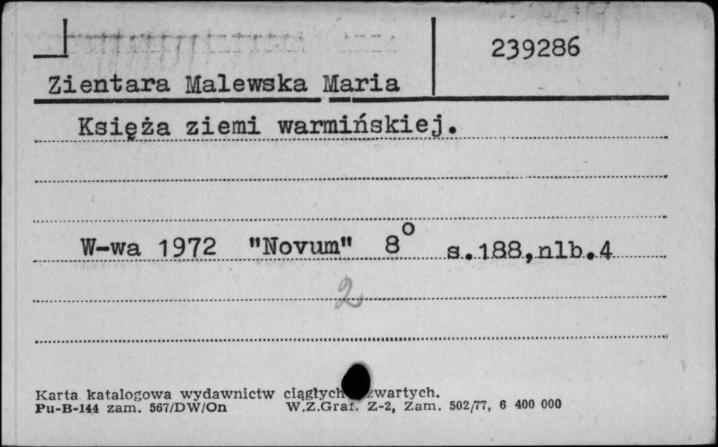 239286
Zientara Malewska Maria
Księża ziemi warmińskiej.
W-wa 1972 "Novum" 8° s.188,nlb.4
2
Karta katalogowa wydawnictw ciągłych zwartych.
Pu-B-144 zam. 567/DW/On W.Z.Graf. Z-2, Zam. 502/77, 6 400 000